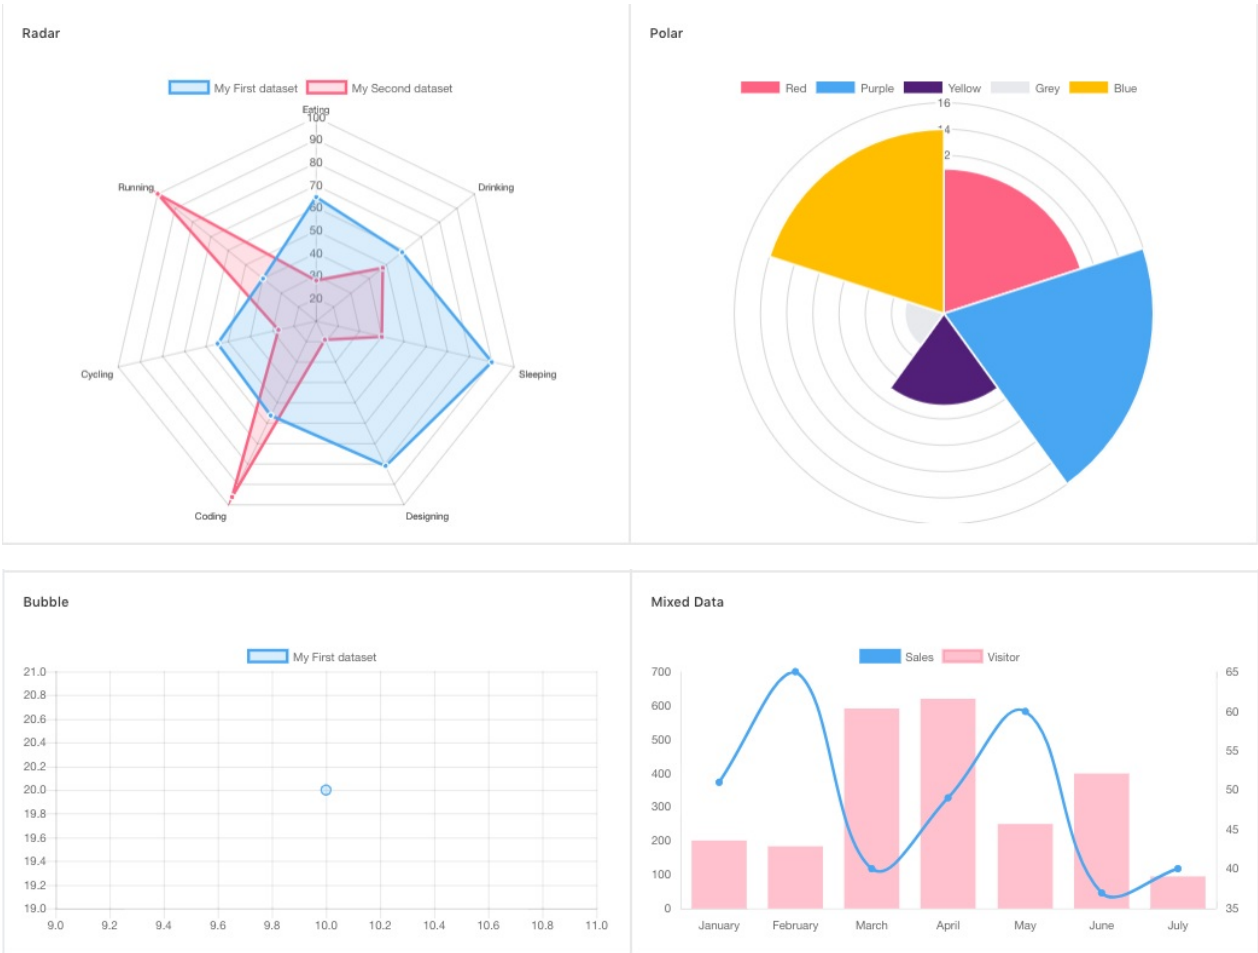 Radar
My First dataset My Second dataset
Eating
100
90
80
70
60
50
40
30
20
Running
Drinking
Cycling
Sleeping
Coding
Designing
Polar
Red Purple Yellow Grey Blue
16
4
2
Bubble
My First dataset
21.0
20.8
20.6
20.4
20.2
20.0
19.8
19.6
19.4
19.2
19.0
9.0 9.2 9.4 9.6 9.8 10.0 10.2 10.4 10.6 10.8 11.0
Mixed Data
Sales Visitor
700 65
600 60
500 55
400 50
300 45
200 40
100 35
0
January February March April May June July